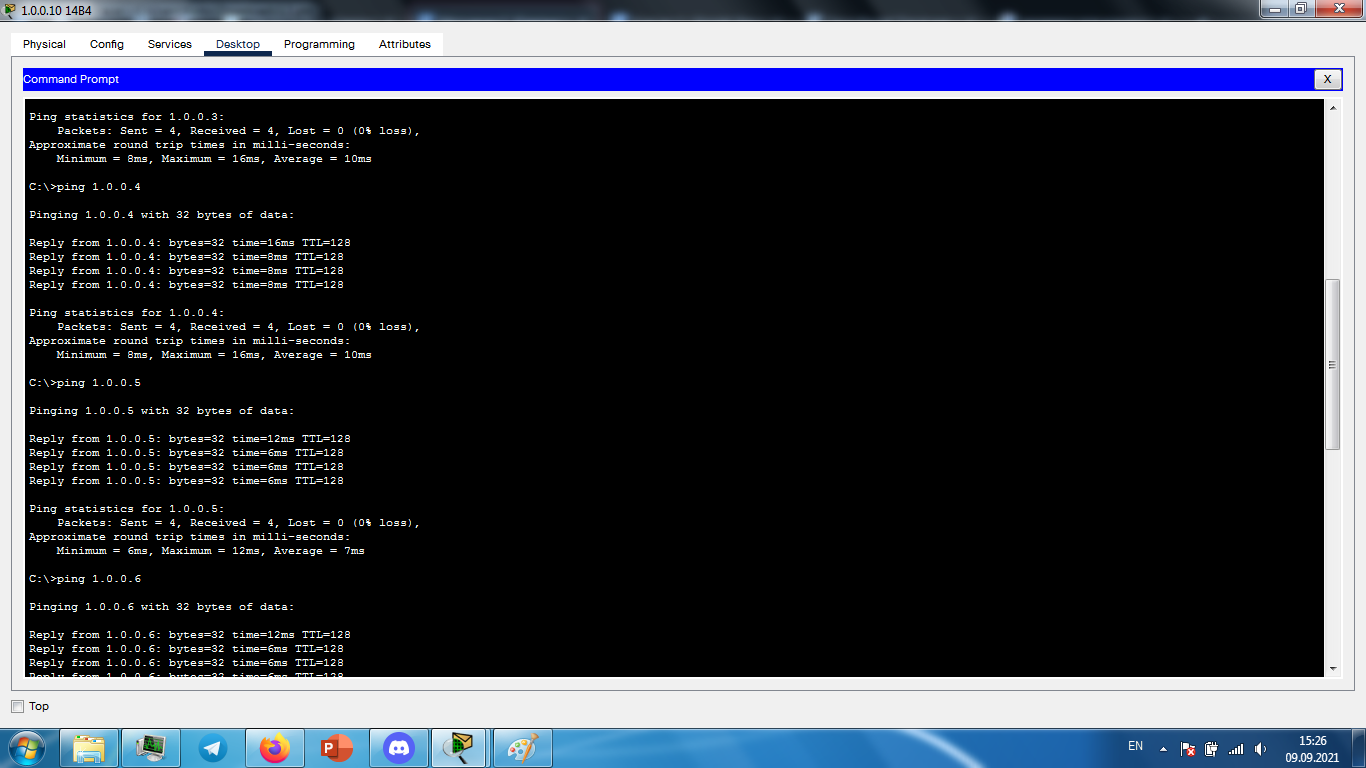 1.0.0.10 14B4
Physical Config Services Desktop Programming Attributes
Command Prompt
X
Ping statistics for 1.0.0.3:
    Packets: Sent = 4, Received = 4, Lost = 0 (0% loss),
Approximate round trip times in milli-seconds:
    Minimum = 8ms, Maximum = 16ms, Average = 10ms
C:\>ping 1.0.0.4
Pinging 1.0.0.4 with 32 bytes of data:
Reply from 1.0.0.4: bytes=32 time=16ms TTL=128
Reply from 1.0.0.4: bytes=32 time=8ms TTL=128
Reply from 1.0.0.4: bytes=32 time=8ms TTL=128
Reply from 1.0.0.4: bytes=32 time=8ms TTL=128
Ping statistics for 1.0.0.4:
    Packets: Sent = 4, Received = 4, Lost = 0 (0% loss),
Approximate round trip times in milli-seconds:
    Minimum = 8ms, Maximum = 16ms, Average = 10ms
C:\>ping 1.0.0.5
Pinging 1.0.0.5 with 32 bytes of data:
Reply from 1.0.0.5: bytes=32 time=12ms TTL=128
Reply from 1.0.0.5: bytes=32 time=6ms TTL=128
Reply from 1.0.0.5: bytes=32 time=6ms TTL=128
Reply from 1.0.0.5: bytes=32 time=6ms TTL=128
Ping statistics for 1.0.0.5:
    Packets: Sent = 4, Received = 4, Lost = 0 (0% loss),
Approximate round trip times in milli-seconds:
    Minimum = 6ms, Maximum = 12ms, Average = 7ms
C:\>ping 1.0.0.6
Pinging 1.0.0.6 with 32 bytes of data:
Reply from 1.0.0.6: bytes=32 time=12ms TTL=128
Reply from 1.0.0.6: bytes=32 time=6ms TTL=128
Reply from 1.0.0.6: bytes=32 time=6ms TTL=128
Reply from 1.0.0.6: bytes=32 time=6ms TTL=128
Top
P
EN
15:26
09.09.2021